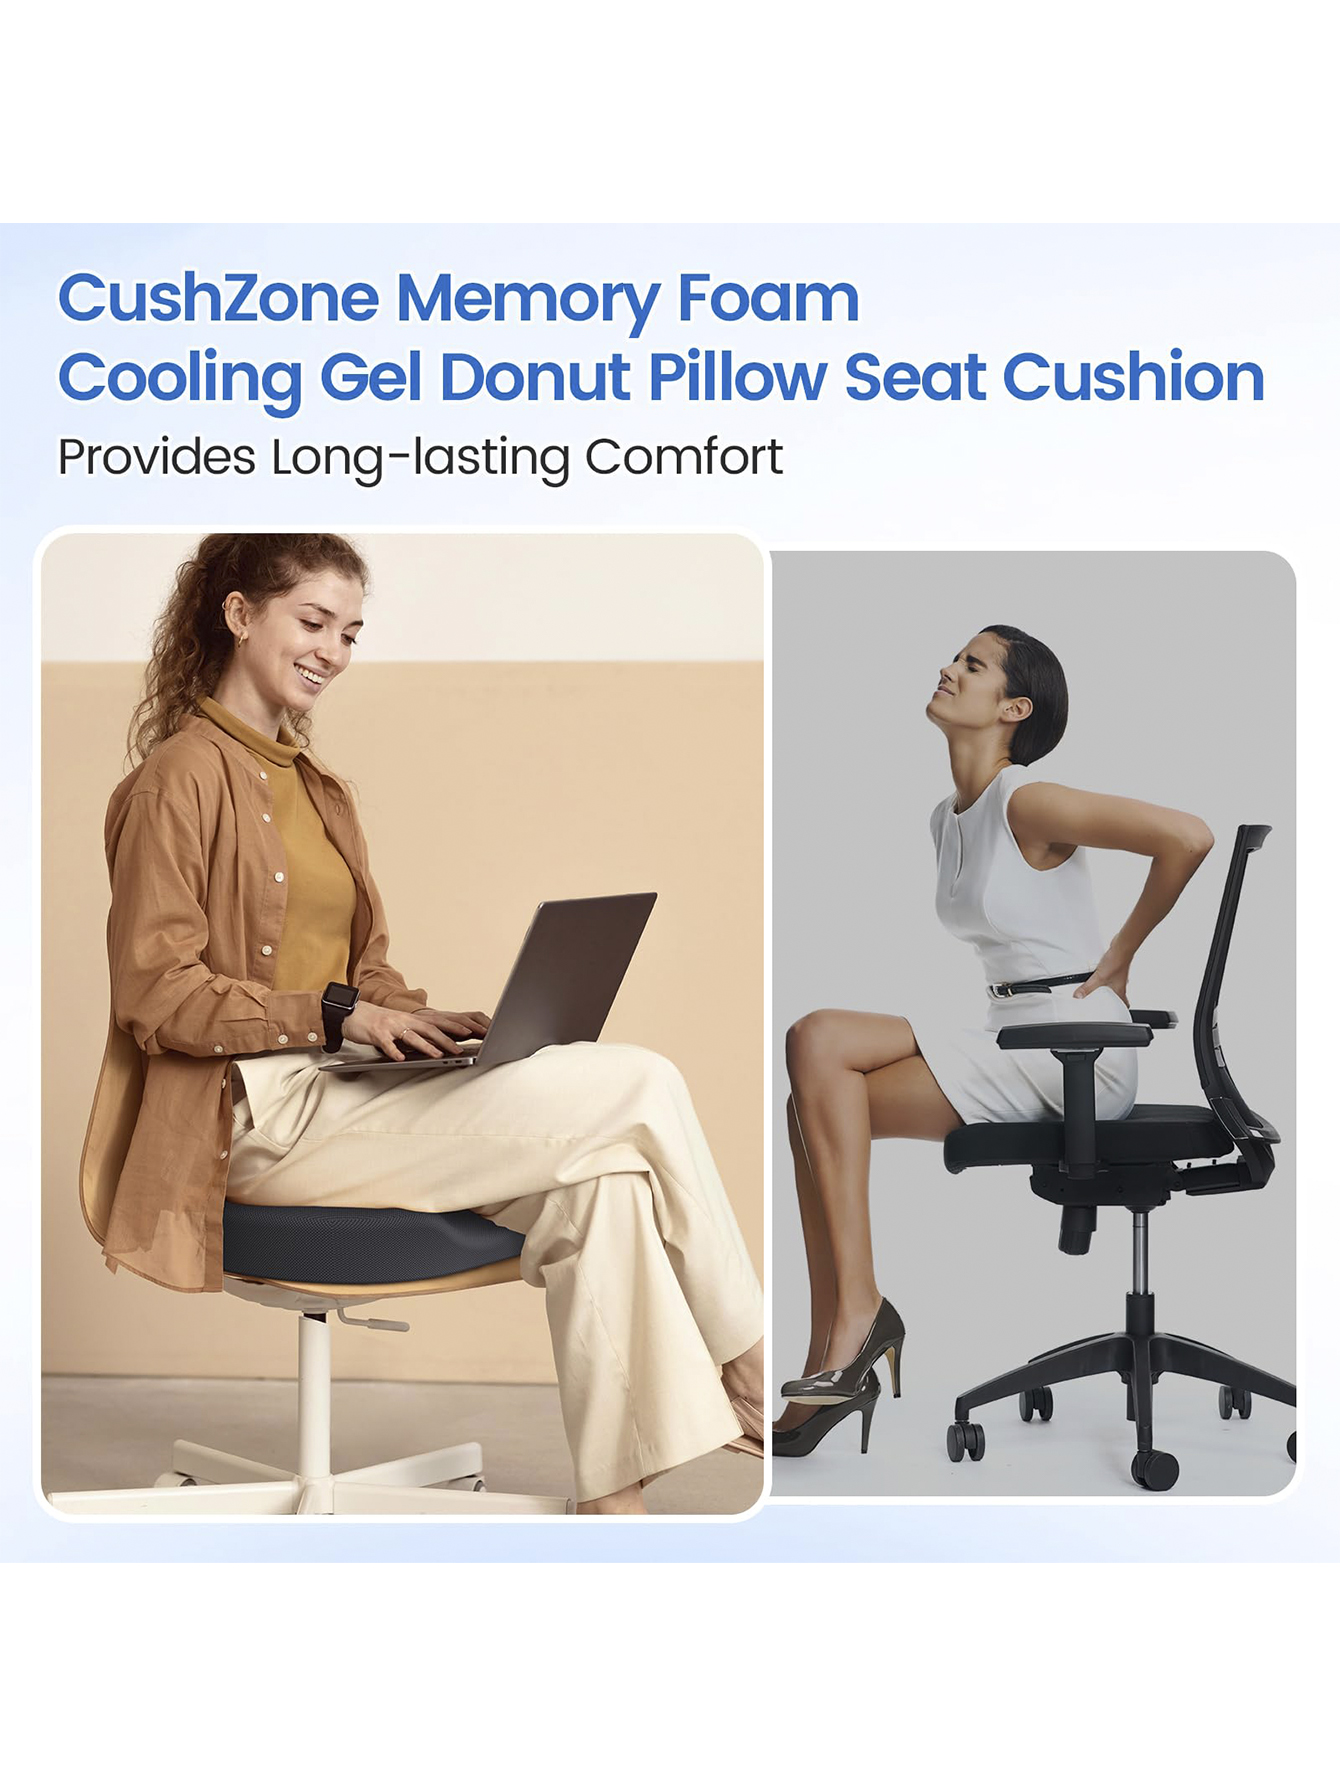 CushZone Memory Foam
Cooling Gel Donut Pillow Seat Cushion
Provides Long-lasting Comfort